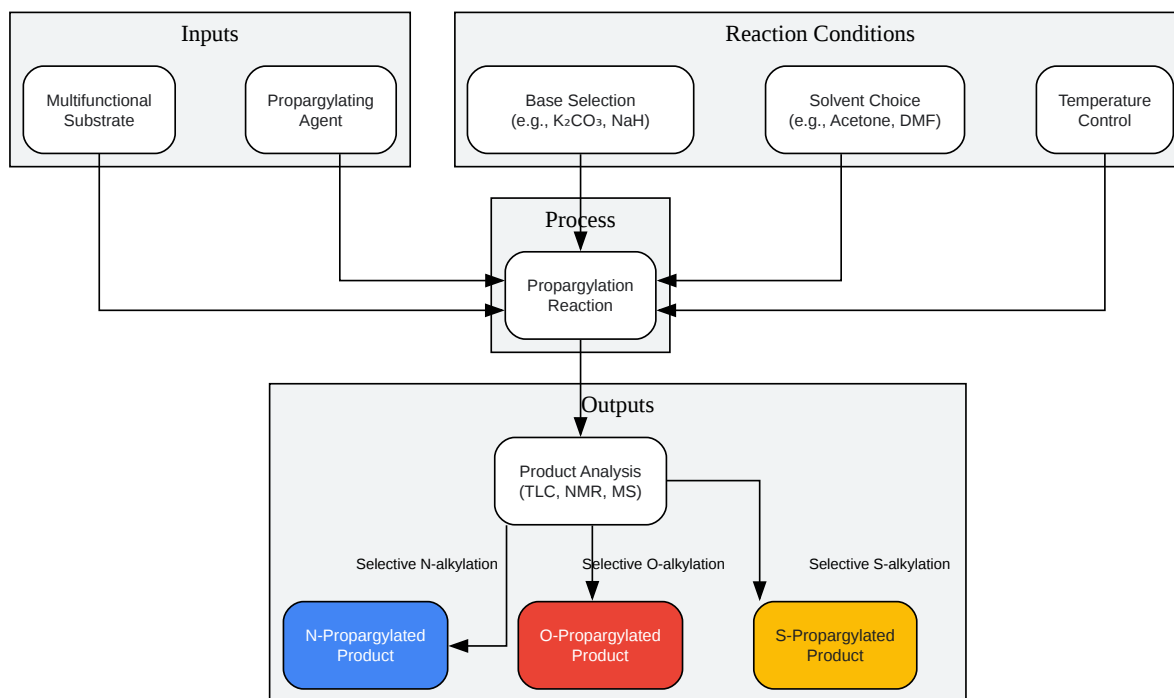 Inputs
Reaction Conditions
Multifunctional
Substrate
Propargylating
Agent
Base Selection
(e.g., K₂CO₃, NaH)
Solvent Choice
(e.g., Acetone, DMF)
Temperature
Control
Process
Propargylation
Reaction
Outputs
Product Analysis
(TLC, NMR, MS)
Selective N-alkylation
Selective O-alkylation
Selective S-alkylation
N-Propargylated
Product
O-Propargylated
Product
S-Propargylated
Product